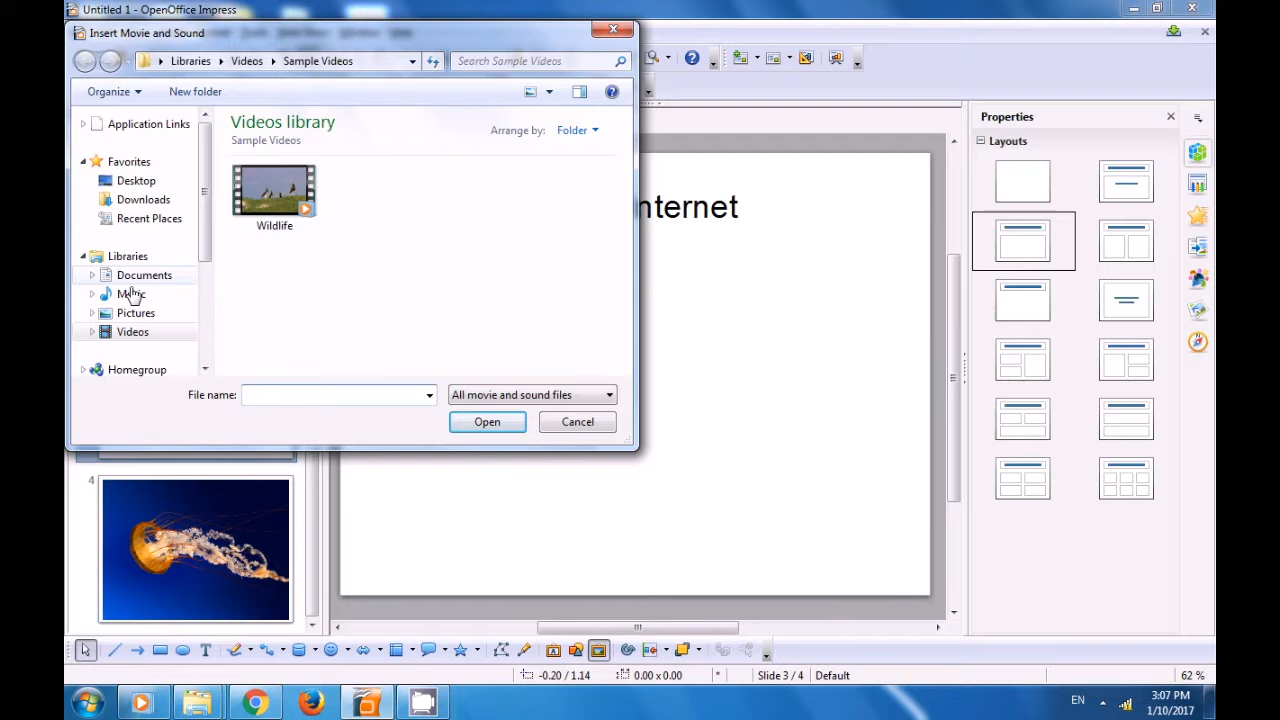 Untitled 1 - OpenOffice Impress
Insert Movie and Sound
Libraries Videos Sample Videos
Search Sample Videos
Organize New folder
Application Links
Favorites
Desktop
Downloads
Recent Places
Libraries
Documents
Pictures
Videos
Homegroup
Videos library
Sample Videos
Arrange by: Folder
Wildlife
File name:
All movie and sound files
Open Cancel
Properties
Layouts
4
-0.20 / 1.14 0.00 x 0.00 * Slide 3 / 4 Default 62 %
EN
3:07 PM
1/10/2017